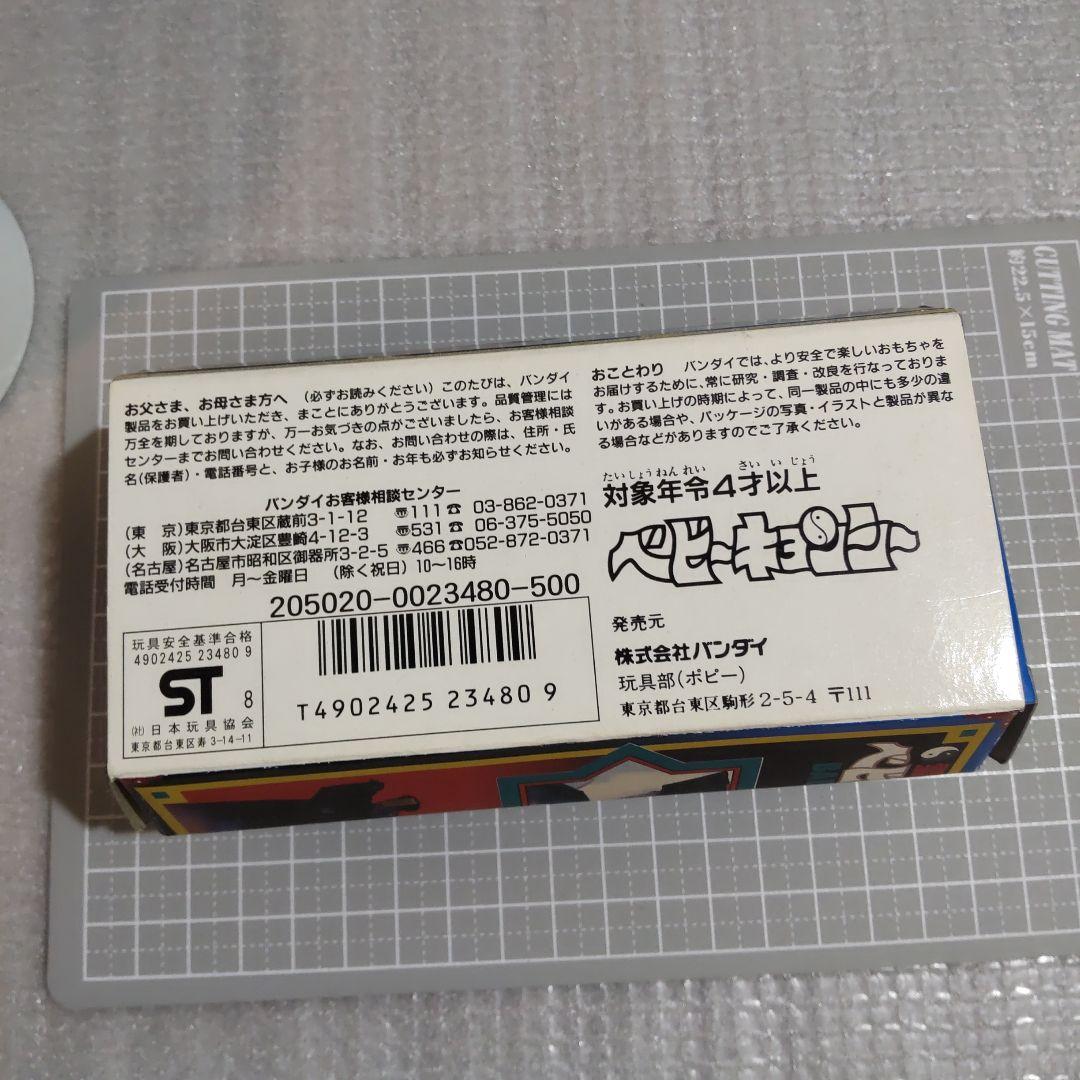 CUTTING MAT
約22.5×15cm
お父さま、お母さま方へ (必ずお読みください) このたびは、バンダイ
製品をお買い上げいただき、まことにありがとうございます。品質管理には
万全を期しておりますが、万一お気づきの点がございましたら、お客様相談
センターまでお問い合わせください。なお、お問い合わせの際は、住所・氏
名(保護者)・電話番号と、お子様のお名前・お年も必ずお知らせください。
バンダイお客様相談センター
(東 京)東京都台東区蔵前3-1-12 〠111☎ 03-862-0371
(大 阪)大阪市大淀区豊崎4-12-3 〠531☎ 06-375-5050
(名古屋)名古屋市昭和区御器所3-2-5 〠466☎052-872-0371
電話受付時間 月〜金曜日 (除く祝日) 10〜16時
205020-0023480-500
玩具安全基準合格
4902425 23480 9
ST 8
(社)日本玩具協会
東京都台東区寿 3-14-11
T4902425 23480 9
おことわり バンダイでは、より安全で楽しいおもちゃを
お届けするために、常に研究・調査・改良を行なっておりま
す。お買い上げの時期によって、同一製品の中にも多少の違
いがある場合や、パッケージの写真・イラストと製品が異な
る場合などがありますのでご了承ください。
たいしょうねんれい さいいじょう
対象年令4才以上
ベビーキョンシー
発売元
株式会社バンダイ
玩具部(ポピー)
東京都台東区駒形2-5-4 〒111